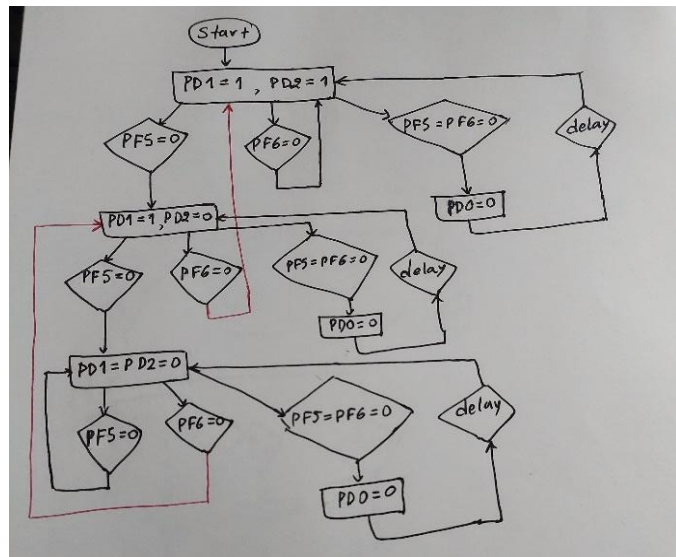 Start
PD1=1 , PD2=1
PF5=0
PF6=0
PF5=PF6=0
delay
PD0=0
PD1=1, PD2=0
PF5=0
PF6=0
PF5=PF6=0
delay
PD0=0
PD1=PD2=0
PF5=0
PF6=0
PF5=PF6=0
delay
PD0=0